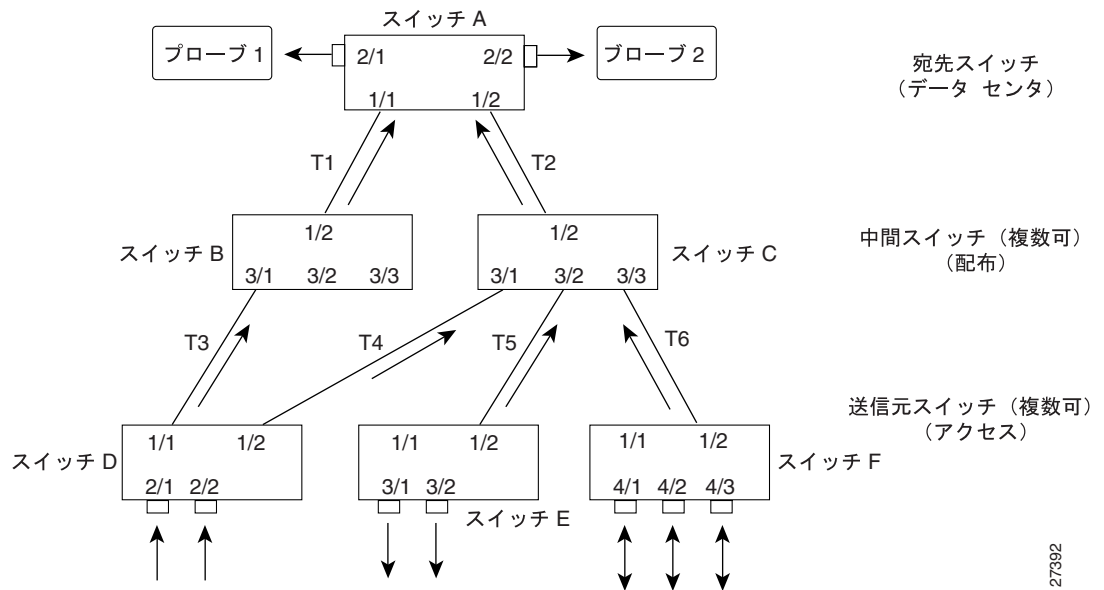 スイッチ A
プローブ 1
2/1
2/2
ブローブ 2
1/1
1/2
宛先スイッチ
（データ センタ）
T1
T2
スイッチ B
1/2
3/1
3/2
3/3
1/2
3/1
3/2
3/3
スイッチ C
中間スイッチ（複数可）
（配布）
T3
T4
T5
T6
送信元スイッチ（複数可）
（アクセス）
スイッチ D
1/1
1/2
2/1
2/2
1/1
1/2
3/1
3/2
スイッチ E
1/1
1/2
4/1
4/2
4/3
スイッチ F
27392